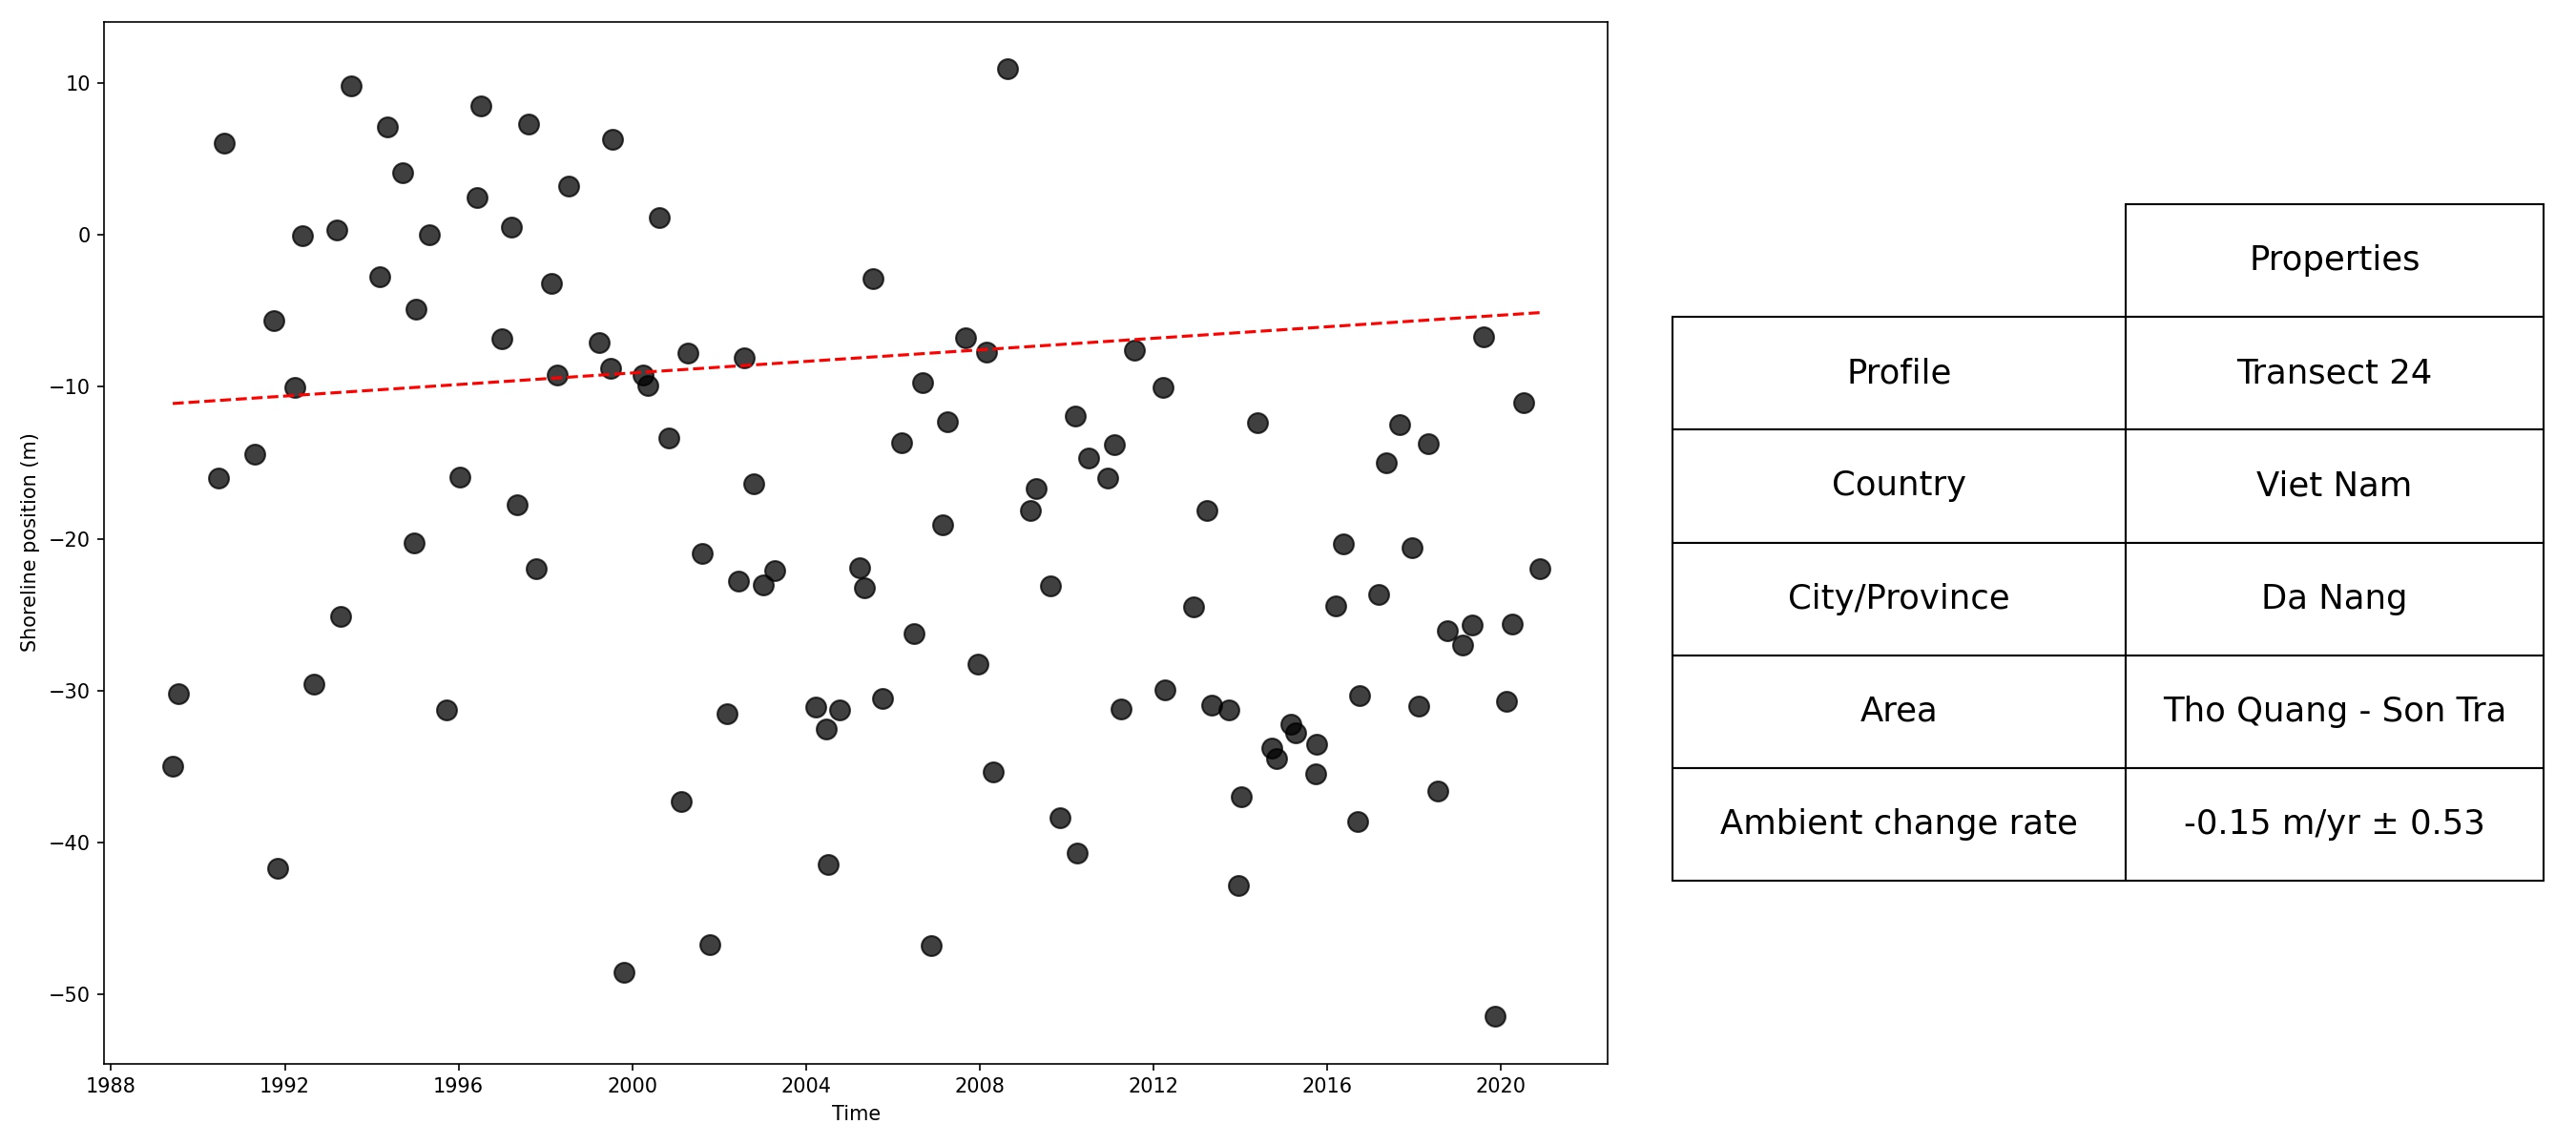 10
0
−10
−20
−30
−40
−50
Shoreline position (m)
1988 1992 1996 2000 2004 2008 2012 2016 2020
Time
Properties
Profile Transect 24
Country Viet Nam
City/Province Da Nang
Area Tho Quang - Son Tra
Ambient change rate -0.15 m/yr ± 0.53